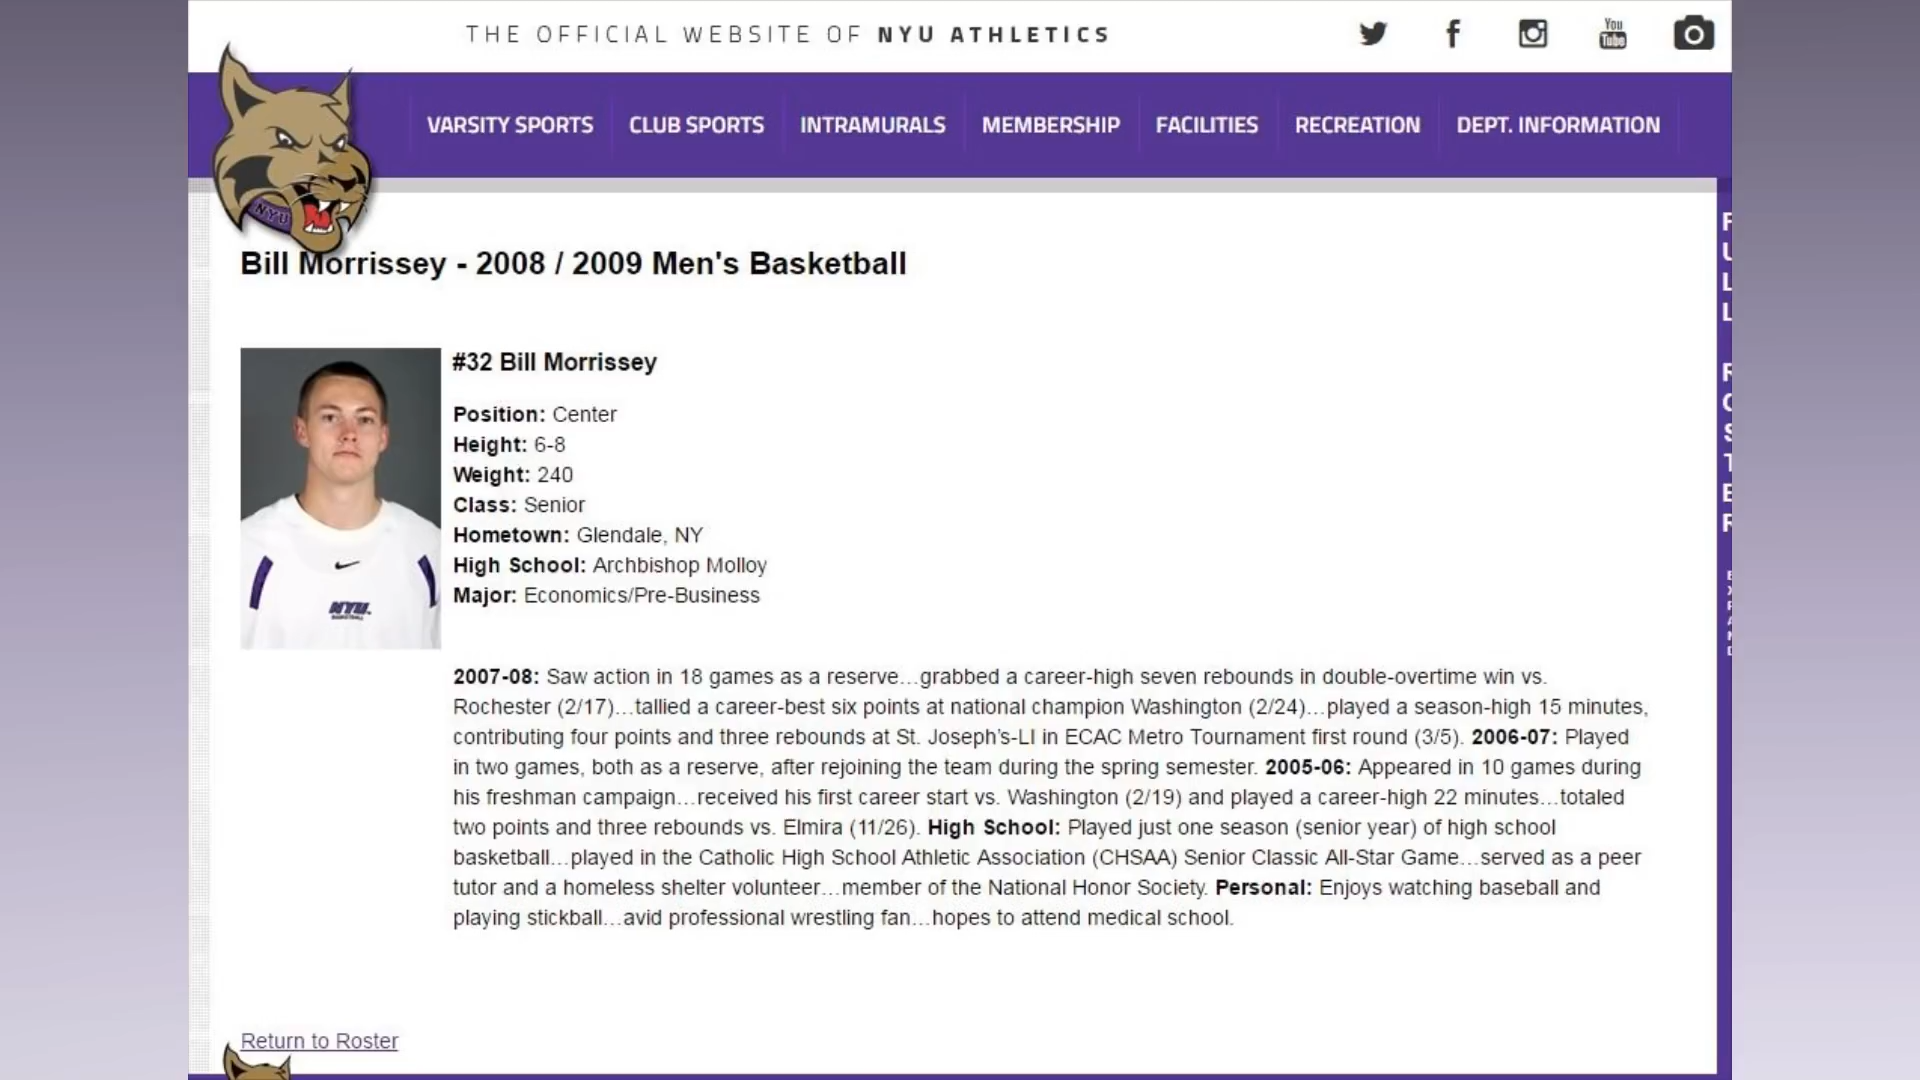 THE OFFICIAL WEBSITE OF NYU ATHLETICS
You
Tube
VARSITY SPORTS CLUB SPORTS INTRAMURALS MEMBERSHIP FACILITIES RECREATION DEPT. INFORMATION
NYU
Bill Morrissey - 2008 / 2009 Men's Basketball
#32 Bill Morrissey
Position: Center
Height: 6-8
Weight: 240
Class: Senior
Hometown: Glendale, NY
High School: Archbishop Molloy
Major: Economics/Pre-Business
NYU
BASKETBALL
2007-08: Saw action in 18 games as a reserve…grabbed a career-high seven rebounds in double-overtime win vs.
Rochester (2/17)…tallied a career-best six points at national champion Washington (2/24)…played a season-high 15 minutes,
contributing four points and three rebounds at St. Joseph's-LI in ECAC Metro Tournament first round (3/5). 2006-07: Played
in two games, both as a reserve, after rejoining the team during the spring semester. 2005-06: Appeared in 10 games during
his freshman campaign…received his first career start vs. Washington (2/19) and played a career-high 22 minutes…totaled
two points and three rebounds vs. Elmira (11/26). High School: Played just one season (senior year) of high school
basketball…played in the Catholic High School Athletic Association (CHSAA) Senior Classic All-Star Game…served as a peer
tutor and a homeless shelter volunteer…member of the National Honor Society. Personal: Enjoys watching baseball and
playing stickball…avid professional wrestling fan…hopes to attend medical school.
Return to Roster
FULL ROSTER
EXPAND